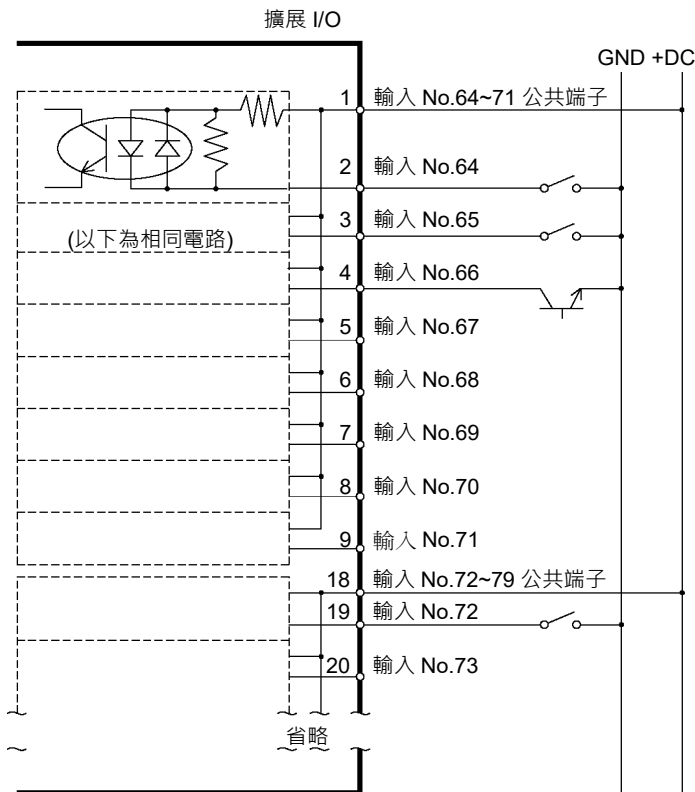 擴展 I/O
GND +DC
1 輸入 No.64~71 公共端子
2 輸入 No.64
3 輸入 No.65
(以下為相同電路)
4 輸入 No.66
5 輸入 No.67
6 輸入 No.68
7 輸入 No.69
8 輸入 No.70
9 輸入 No.71
18 輸入 No.72~79 公共端子
19 輸入 No.72
20 輸入 No.73
省略